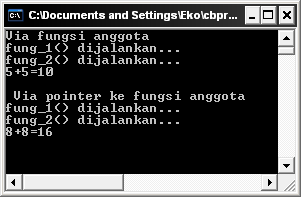 C:\Documents and Settings\Eko\cbpr...
Via fungsi anggota
fung_1() dijalankan...
fung_2() dijalankan...
5+5=10
Via pointer ke fungsi anggota
fung_1() dijalankan...
fung_2() dijalankan...
8+8=16